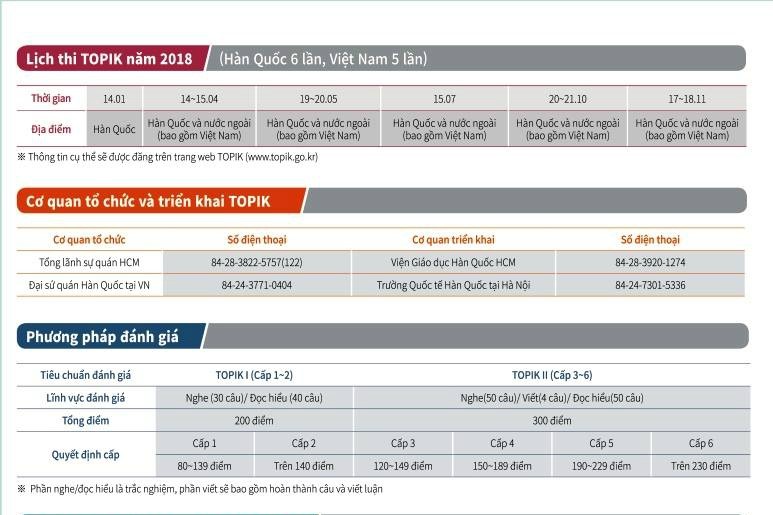 Lịch thi TOPIK năm 2018 (Hàn Quốc 6 lần, Việt Nam 5 lần)
Thời gian 14.01 14~15.04 19~20.05 15.07 20~21.10 17~18.11
Địa điểm Hàn Quốc Hàn Quốc và nước ngoài (bao gồm Việt Nam) Hàn Quốc và nước ngoài (bao gồm Việt Nam) Hàn Quốc và nước ngoài (bao gồm Việt Nam) Hàn Quốc và nước ngoài (bao gồm Việt Nam) Hàn Quốc và nước ngoài (bao gồm Việt Nam)
※ Thông tin cụ thể sẽ được đăng trên trang web TOPIK (www.topik.go.kr)
Cơ quan tổ chức và triển khai TOPIK
Cơ quan tổ chức Số điện thoại Cơ quan triển khai Số điện thoại
Tổng lãnh sự quán HCM 84-28-3822-5757(122) Viện Giáo dục Hàn Quốc HCM 84-28-3920-1274
Đại sứ quán Hàn Quốc tại VN 84-24-3771-0404 Trường Quốc tế Hàn Quốc tại Hà Nội 84-24-7301-5336
Phương pháp đánh giá
Tiêu chuẩn đánh giá TOPIK I (Cấp 1~2) TOPIK II (Cấp 3~6)
Lĩnh vực đánh giá Nghe (30 câu)/ Đọc hiểu (40 câu) Nghe(50 câu)/ Viết(4 câu)/ Đọc hiểu(50 câu)
Tổng điểm 200 điểm 300 điểm
Quyết định cấp Cấp 1 Cấp 2 Cấp 3 Cấp 4 Cấp 5 Cấp 6
80~139 điểm Trên 140 điểm 120~149 điểm 150~189 điểm 190~229 điểm Trên 230 điểm
※ Phần nghe/đọc hiểu là trắc nghiệm, phần viết sẽ bao gồm hoàn thành câu và viết luận